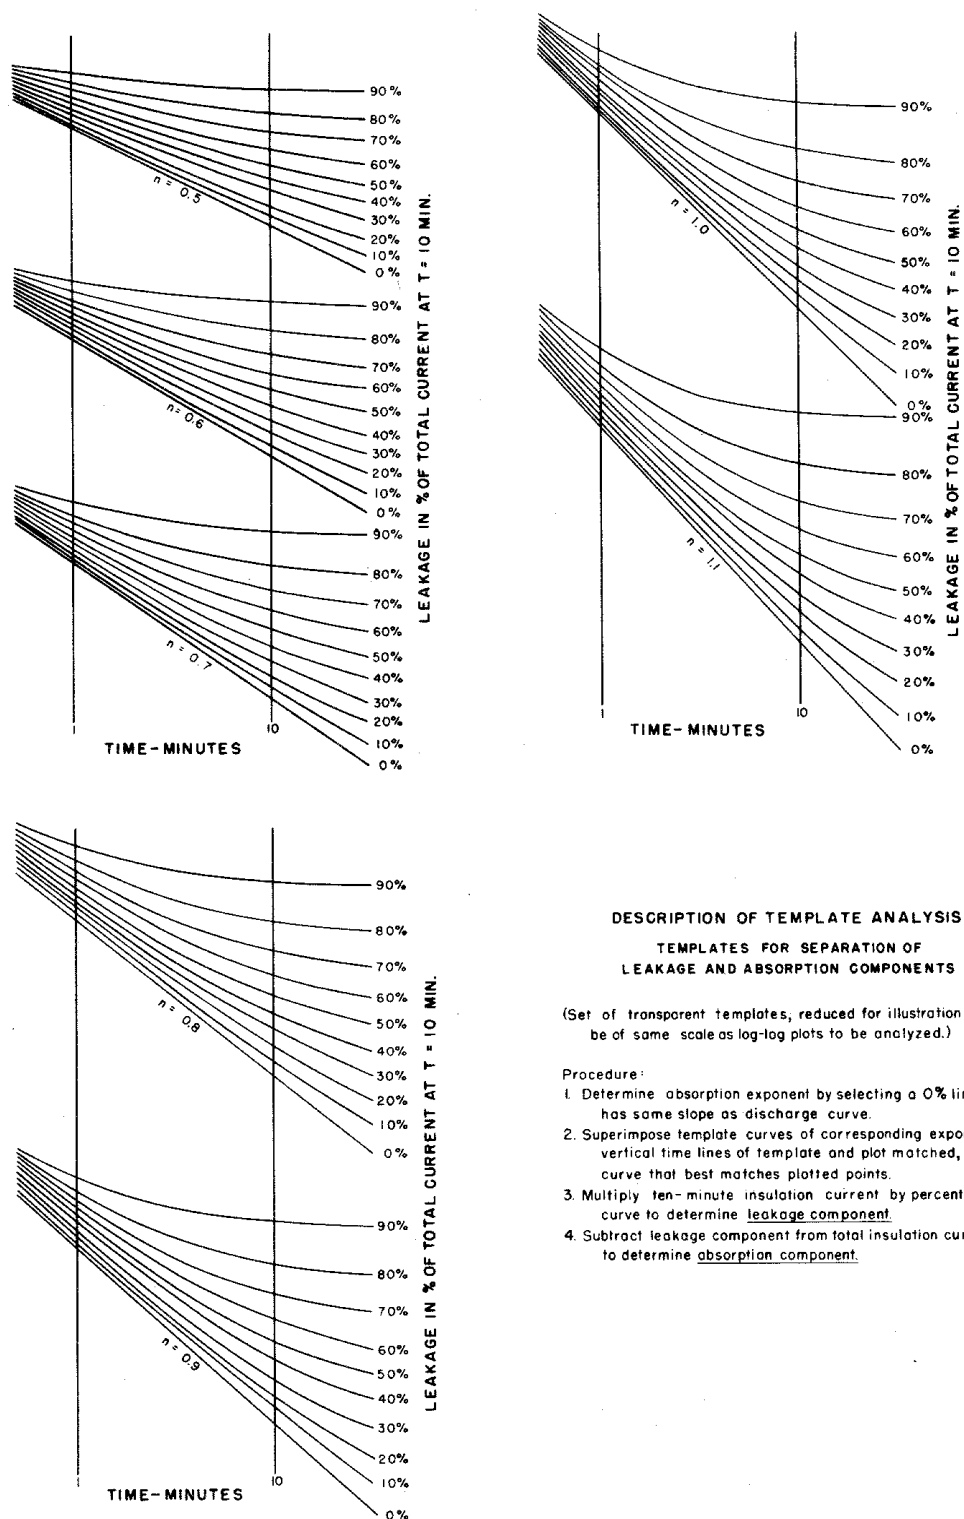 90%
80%
70%
60%
50%
40%
30%
20%
10%
0%
n = 0.5
90%
80%
70%
60%
50%
40%
30%
20%
10%
0%
n = 0.6
90%
80%
70%
60%
50%
40%
30%
20%
10%
0%
n = 0.7
1
10
TIME-MINUTES
LEAKAGE IN % OF TOTAL CURRENT AT T = 10 MIN.
90%
80%
70%
60%
50%
40%
30%
20%
10%
0%
n = 1.0
90%
80%
70%
60%
50%
40%
30%
20%
10%
0%
n = 1.1
1
10
TIME-MINUTES
LEAKAGE IN % OF TOTAL CURRENT AT T = 10 MIN.
90%
80%
70%
60%
50%
40%
30%
20%
10%
0%
n = 0.8
90%
80%
70%
60%
50%
40%
30%
20%
10%
0%
n = 0.9
1
10
TIME-MINUTES
LEAKAGE IN % OF TOTAL CURRENT AT T = 10 MIN.
DESCRIPTION OF TEMPLATE ANALYSIS
TEMPLATES FOR SEPARATION OF
LEAKAGE AND ABSORPTION COMPONENTS
(Set of transparent templates, reduced for illustration
be of same scale as log-log plots to be analyzed.)
Procedure:
1. Determine absorption exponent by selecting a 0% lin
has same slope as discharge curve.
2. Superimpose template curves of corresponding expo
vertical time lines of template and plot matched,
curve that best matches plotted points.
3. Multiply ten-minute insulation current by percent
curve to determine leakage component.
4. Subtract leakage component from total insulation cur
to determine absorption component.